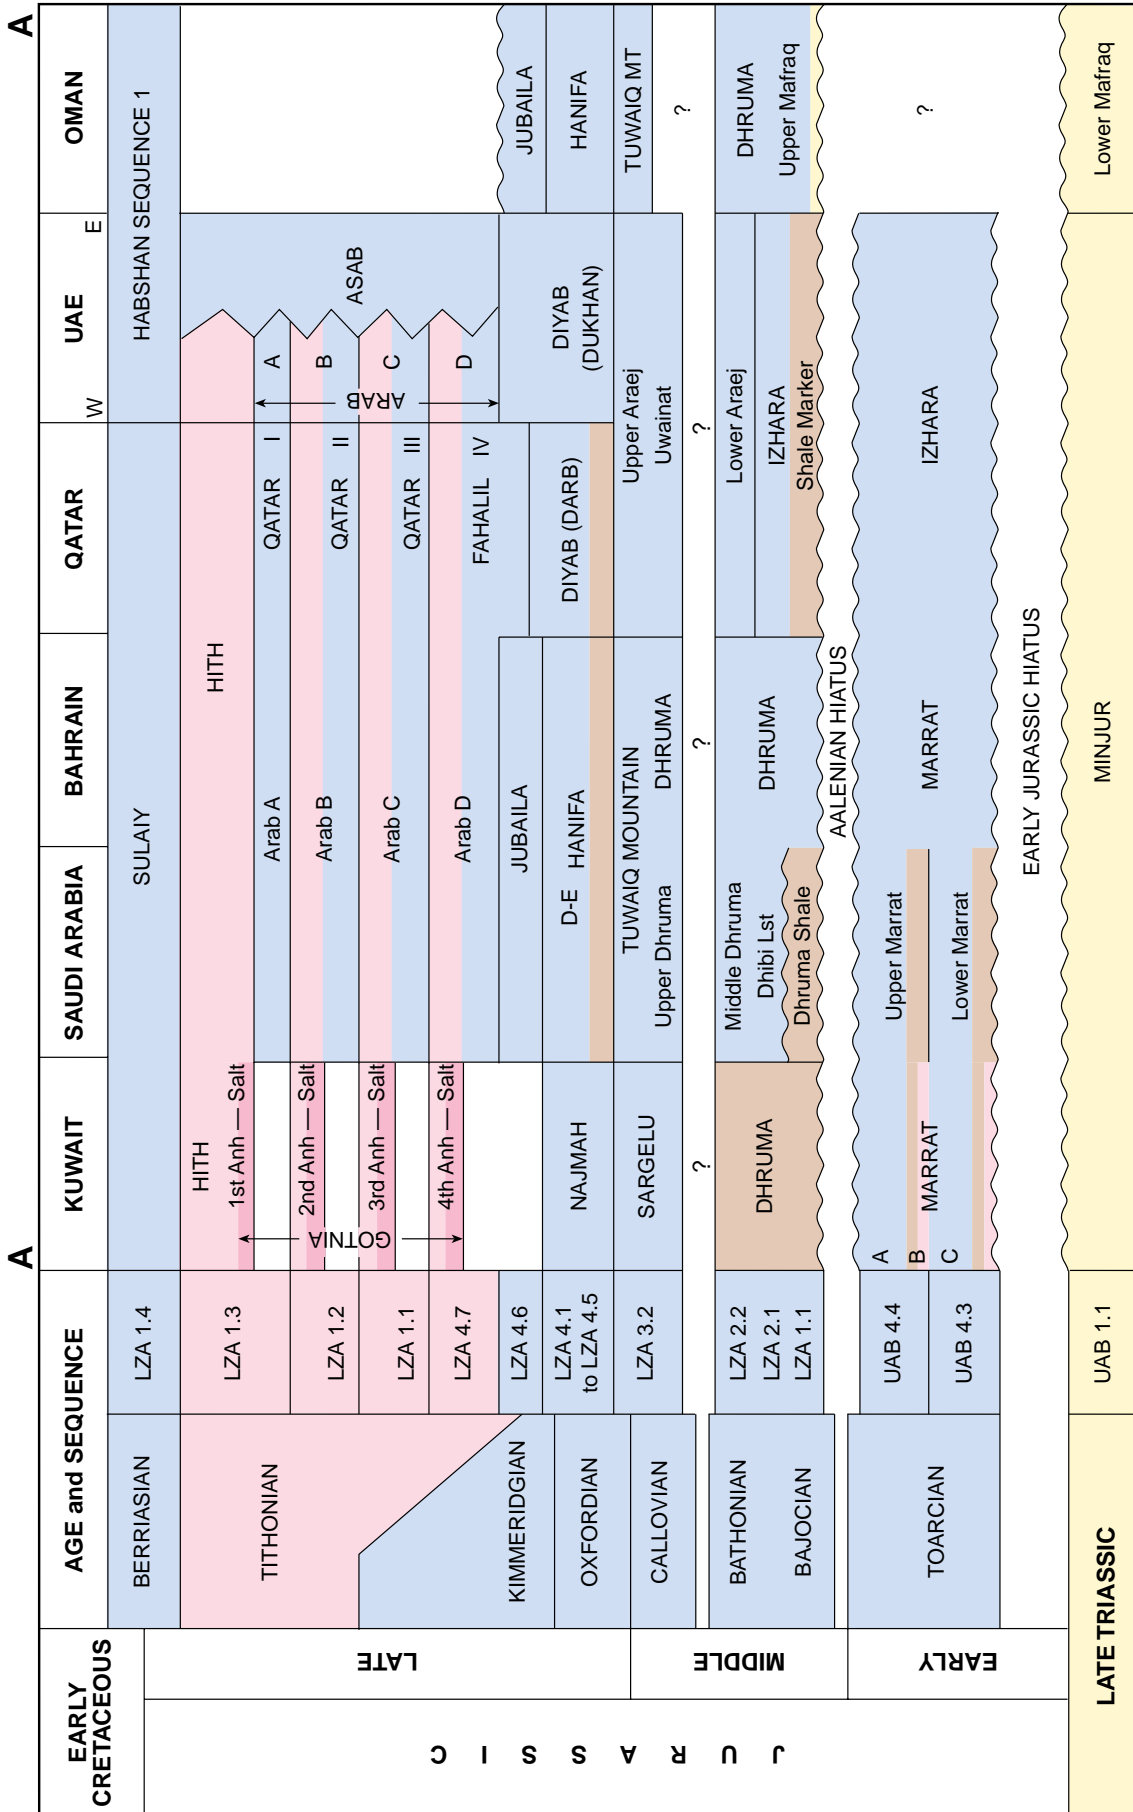 A
A
EARLY
CRETACEOUS
AGE and SEQUENCE
KUWAIT
SAUDI ARABIA
BAHRAIN
QATAR
UAE
W
E
OMAN
BERRIASIAN
LZA 1.4
SULAIY
HABSHAN SEQUENCE 1
JURASSIC
LATE
TITHONIAN
LZA 1.3
LZA 1.2
LZA 1.1
LZA 4.7
HITH
1st Anh — Salt
2nd Anh — Salt
3rd Anh — Salt
4th Anh — Salt
GOTNIA
HITH
Arab A
Arab B
Arab C
Arab D
QATAR I
QATAR II
QATAR III
FAHALIL IV
A
B
C
D
ARAB
ASAB
KIMMERIDGIAN
LZA 4.6
JUBAILA
JUBAILA
OXFORDIAN
LZA 4.1
to LZA 4.5
NAJMAH
D-E HANIFA
DIYAB (DARB)
DIYAB
(DUKHAN)
HANIFA
MIDDLE
CALLOVIAN
LZA 3.2
SARGELU
TUWAIQ MOUNTAIN
Upper Dhruma
DHRUMA
Upper Araej
Uwainat
TUWAIQ MT
?
?
?
?
BATHONIAN
BAJOCIAN
LZA 2.2
LZA 2.1
LZA 1.1
DHRUMA
Middle Dhruma
Dhibi Lst
Dhruma Shale
DHRUMA
Lower Araej
IZHARA
Shale Marker
DHRUMA
Upper Mafraq
AALENIAN HIATUS
EARLY
TOARCIAN
UAB 4.4
UAB 4.3
A
B
C
MARRAT
Upper Marrat
Lower Marrat
MARRAT
IZHARA
?
EARLY JURASSIC HIATUS
LATE TRIASSIC
UAB 1.1
MINJUR
Lower Mafraq